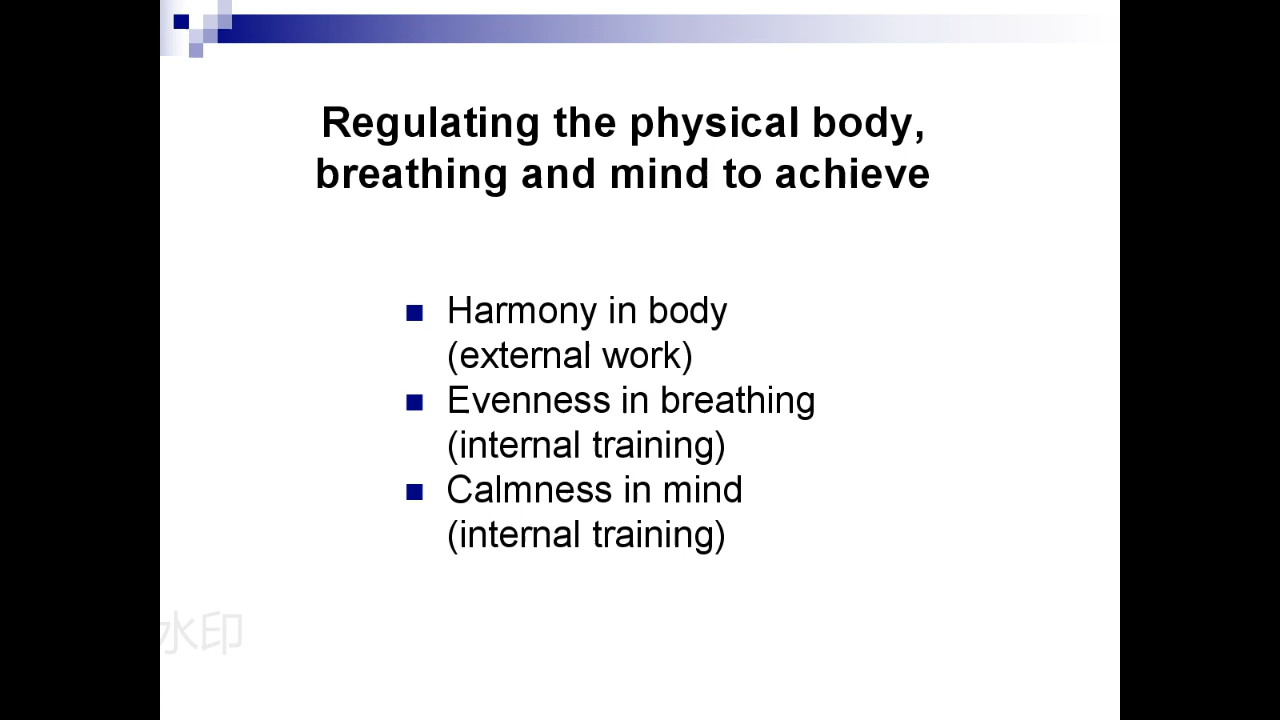 Regulating the physical body,
breathing and mind to achieve
Harmony in body
(external work)
Evenness in breathing
(internal training)
Calmness in mind
(internal training)
水印